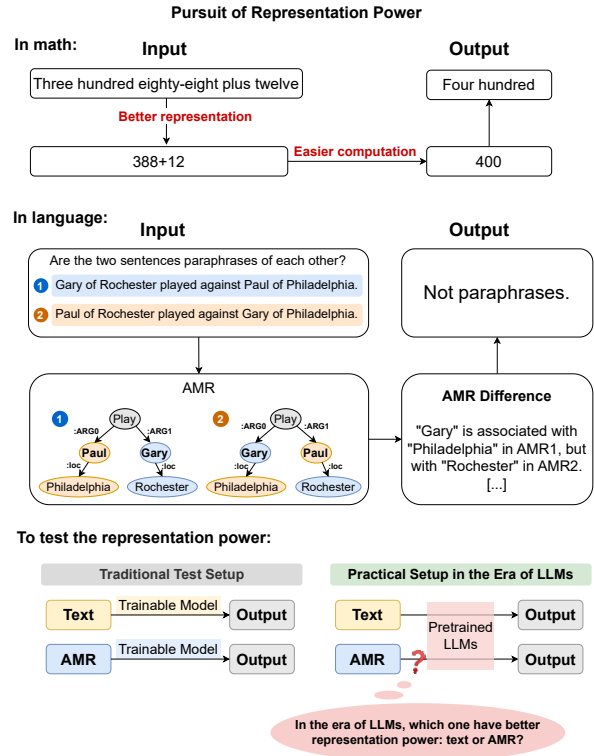 Pursuit of Representation Power
In math:
Input
Output
Three hundred eighty-eight plus twelve
Four hundred
Better representation
388+12
Easier computation
400
In language:
Input
Output
Are the two sentences paraphrases of each other?
1 Gary of Rochester played against Paul of Philadelphia.
2 Paul of Rochester played against Gary of Philadelphia.
Not paraphrases.
AMR
1
Play
:ARG0
:ARG1
Paul
Gary
:loc
:loc
Philadelphia
Rochester
2
Play
:ARG0
:ARG1
Gary
Paul
:loc
:loc
Philadelphia
Rochester
AMR Difference
"Gary" is associated with
"Philadelphia" in AMR1, but
with "Rochester" in AMR2.
[...]
To test the representation power:
Traditional Test Setup
Text
Trainable Model
Output
AMR
Trainable Model
Output
Practical Setup in the Era of LLMs
Text
Pretrained
LLMs
Output
AMR
?
Output
In the era of LLMs, which one have better
representation power: text or AMR?